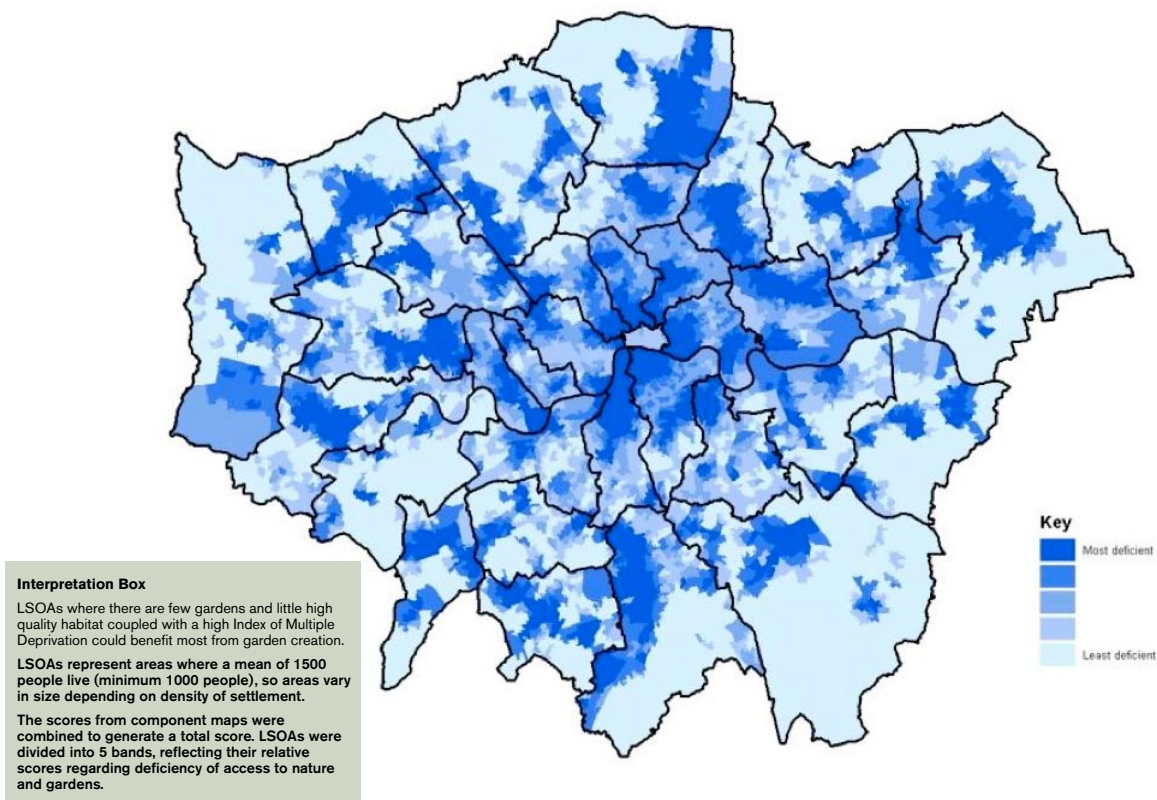 Key
Most deficient
Least deficient
Interpretation Box
LSOAs where there are few gardens and little high
quality habitat coupled with a high Index of Multiple
Deprivation could benefit most from garden creation.
LSOAs represent areas where a mean of 1500
people live (minimum 1000 people), so areas vary
in size depending on density of settlement.
The scores from component maps were
combined to generate a total score. LSOAs were
divided into 5 bands, reflecting their relative
scores regarding deficiency of access to nature
and gardens.